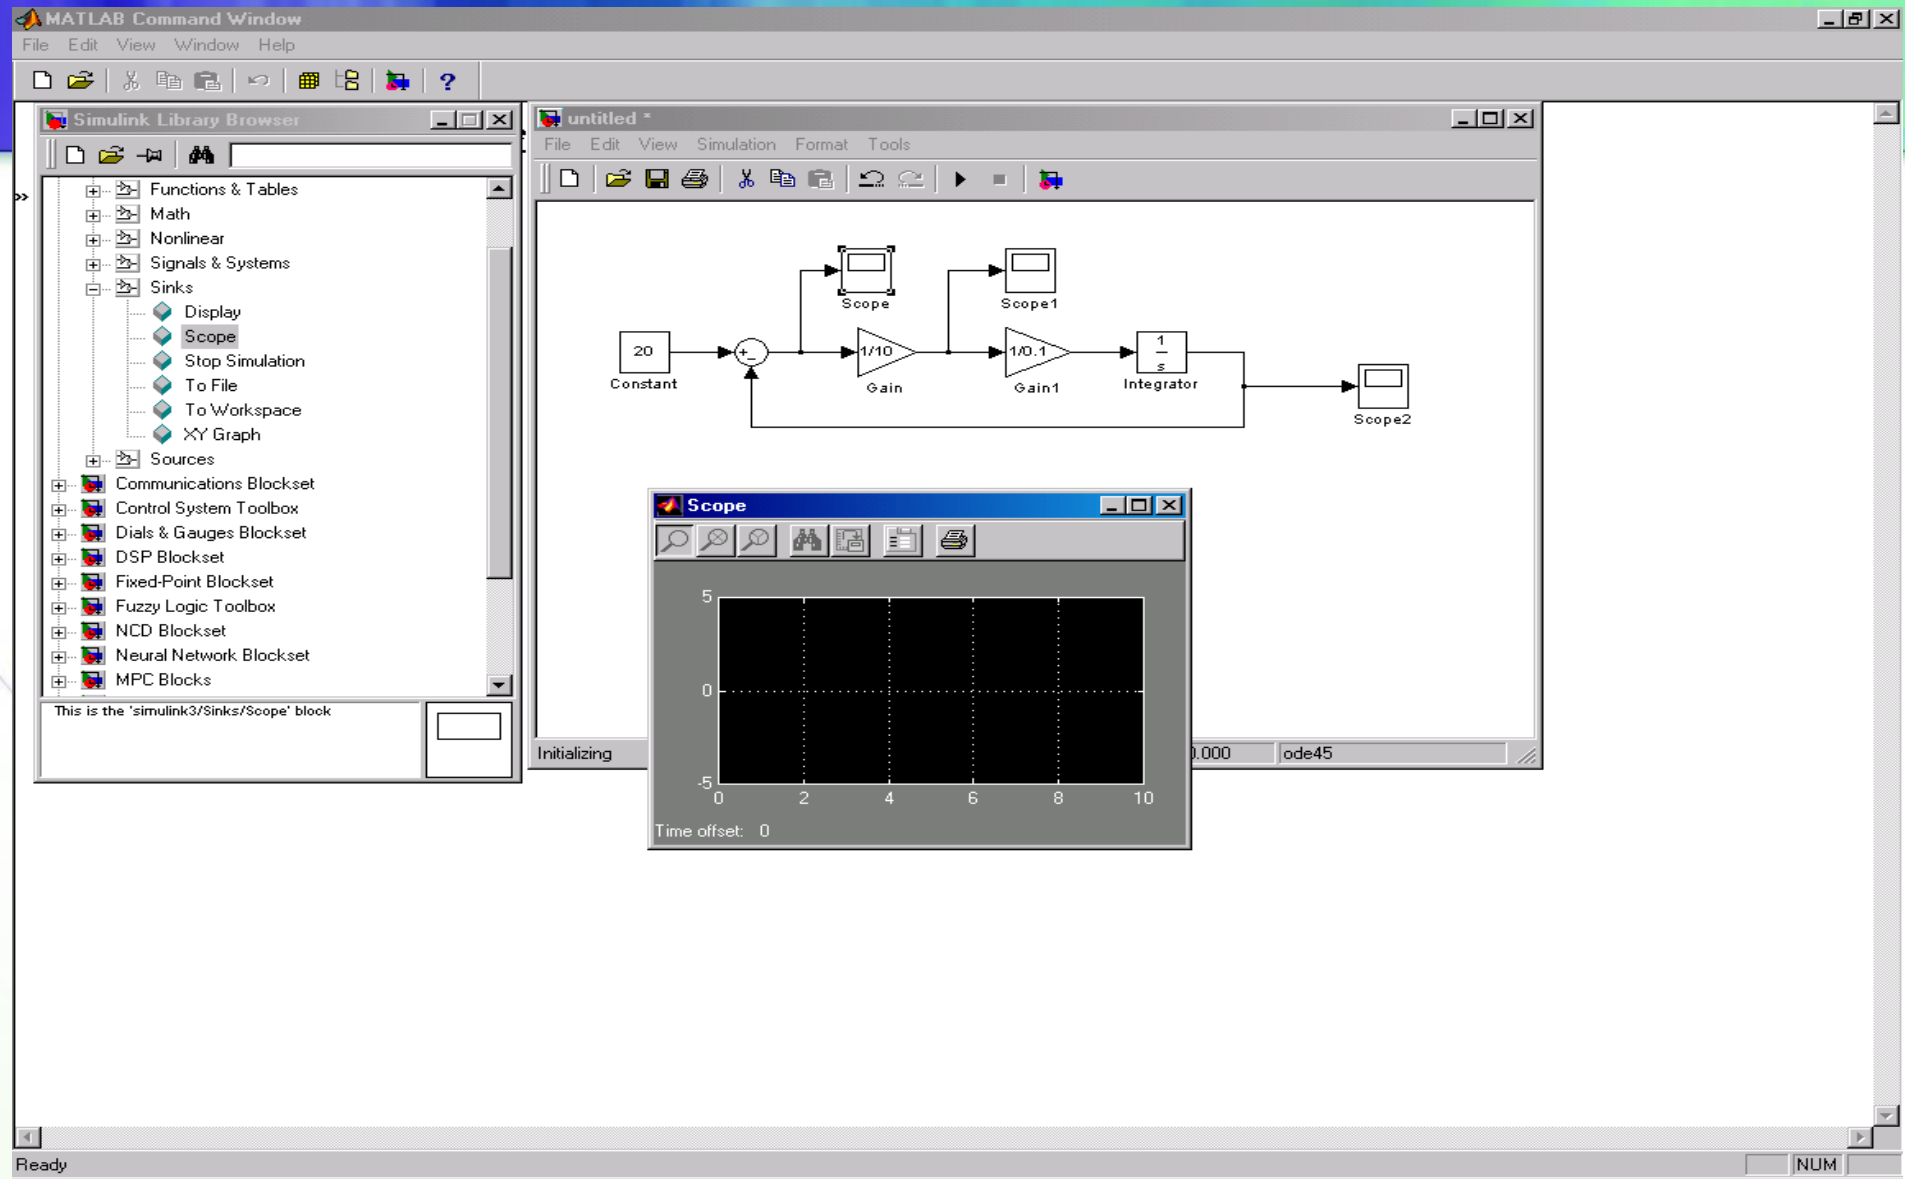 MATLAB Command Window
File Edit View Window Help
Simulink Library Browser
>>
Functions & Tables
Math
Nonlinear
Signals & Systems
Sinks
Display
Scope
Stop Simulation
To File
To Workspace
XY Graph
Sources
Communications Blockset
Control System Toolbox
Dials & Gauges Blockset
DSP Blockset
Fixed-Point Blockset
Fuzzy Logic Toolbox
NCD Blockset
Neural Network Blockset
MPC Blocks
This is the 'simulink3/Sinks/Scope' block
untitled *
File Edit View Simulation Format Tools
Scope
Scope1
20
+
-
1/10
1/0.1
1
s
Constant
Gain
Gain1
Integrator
Scope2
Initializing
.000
ode45
Scope
5
0
-5
0 2 4 6 8 10
Time offset: 0
Ready
NUM